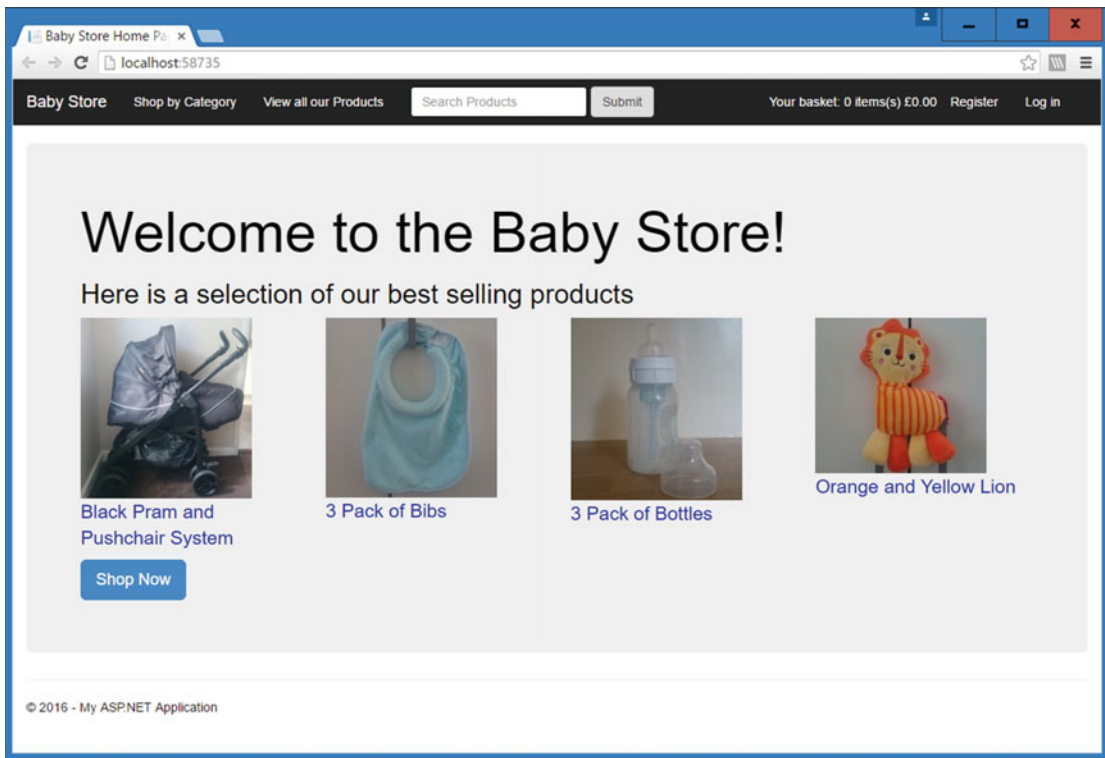 Baby Store Home Pa
localhost:58735
Baby Store Shop by Category View all our Products Search Products Submit Your basket: 0 items(s) £0.00 Register Log in
Welcome to the Baby Store!
Here is a selection of our best selling products
Black Pram and
Pushchair System
3 Pack of Bibs
3 Pack of Bottles
Orange and Yellow Lion
Shop Now
© 2016 - My ASP.NET Application